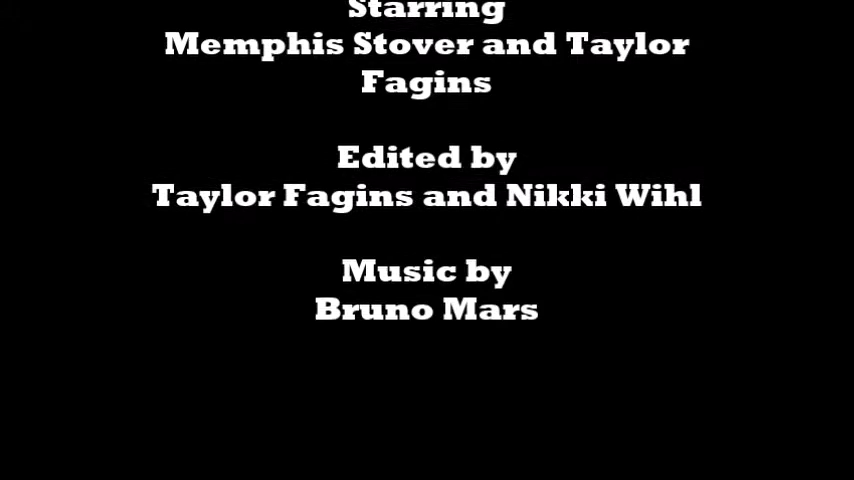 Starring
Memphis Stover and Taylor
Fagins
Edited by
Taylor Fagins and Nikki Wihl
Music by
Bruno Mars